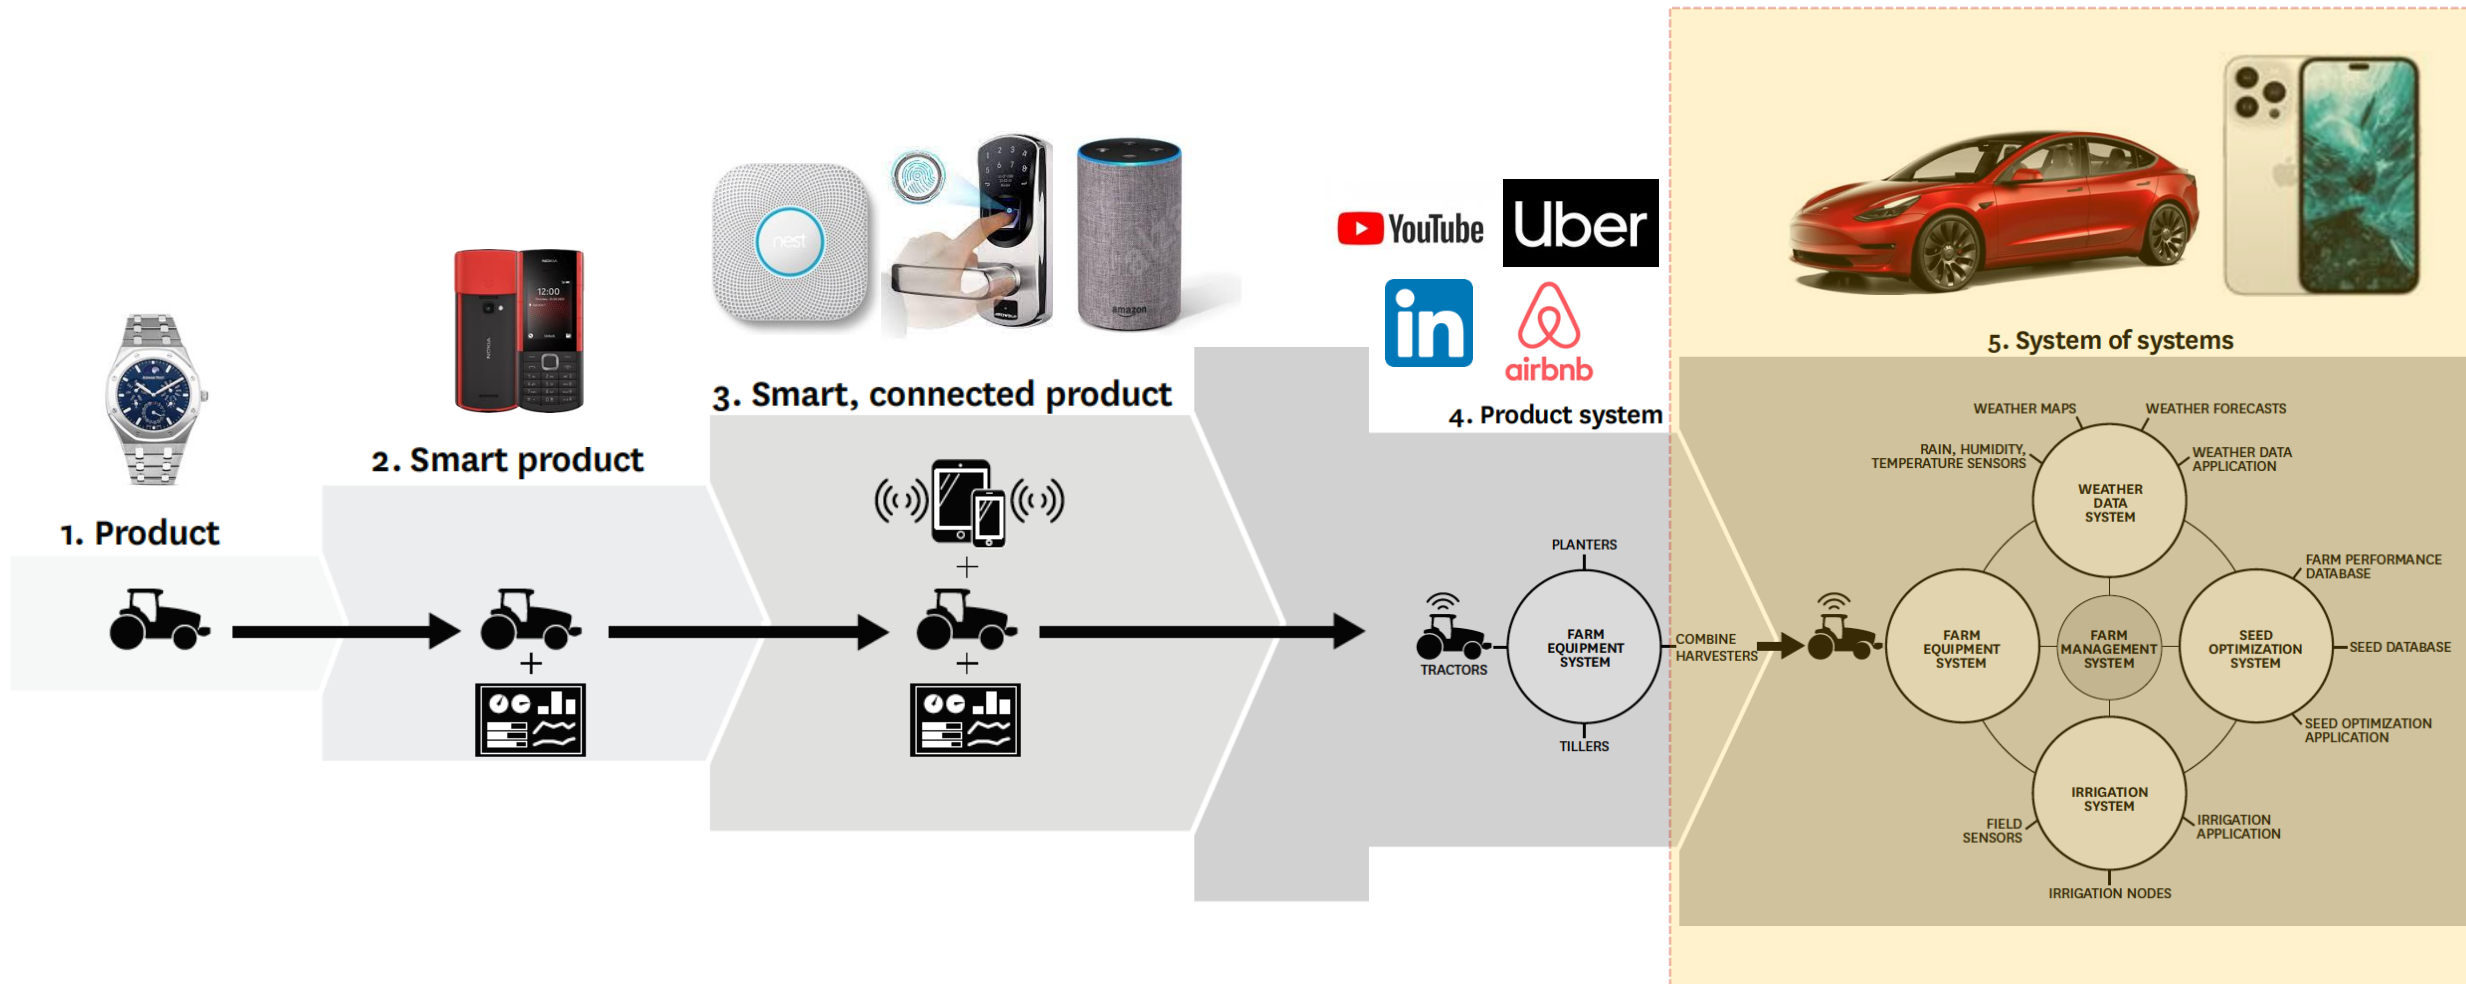 1. Product
2. Smart product
NOKIA
12:00
3. Smart, connected product
nest
amazon
YouTube
Uber
in
airbnb
4. Product system
PLANTERS
TRACTORS
FARM
EQUIPMENT
SYSTEM
COMBINE
HARVESTERS
TILLERS
5. System of systems
WEATHER MAPS
WEATHER FORECASTS
RAIN, HUMIDITY,
TEMPERATURE SENSORS
WEATHER DATA
APPLICATION
WEATHER
DATA
SYSTEM
FARM PERFORMANCE
DATABASE
FARM
EQUIPMENT
SYSTEM
FARM
MANAGEMENT
SYSTEM
SEED
OPTIMIZATION
SYSTEM
SEED DATABASE
SEED OPTIMIZATION
APPLICATION
IRRIGATION
SYSTEM
FIELD
SENSORS
IRRIGATION
APPLICATION
IRRIGATION NODES